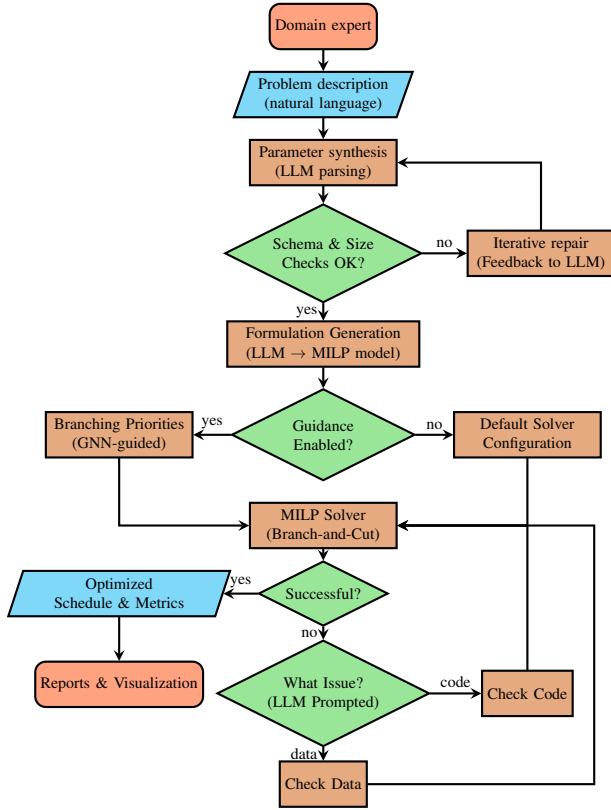 Domain expert
Problem description
(natural language)
Parameter synthesis
(LLM parsing)
Schema & Size
Checks OK?
no
Iterative repair
(Feedback to LLM)
yes
Formulation Generation
(LLM → MILP model)
Branching Priorities
(GNN-guided)
yes
Guidance
Enabled?
no
Default Solver
Configuration
MILP Solver
(Branch-and-Cut)
Optimized
Schedule & Metrics
yes
Successful?
no
Reports & Visualization
What Issue?
(LLM Prompted)
code
Check Code
data
Check Data